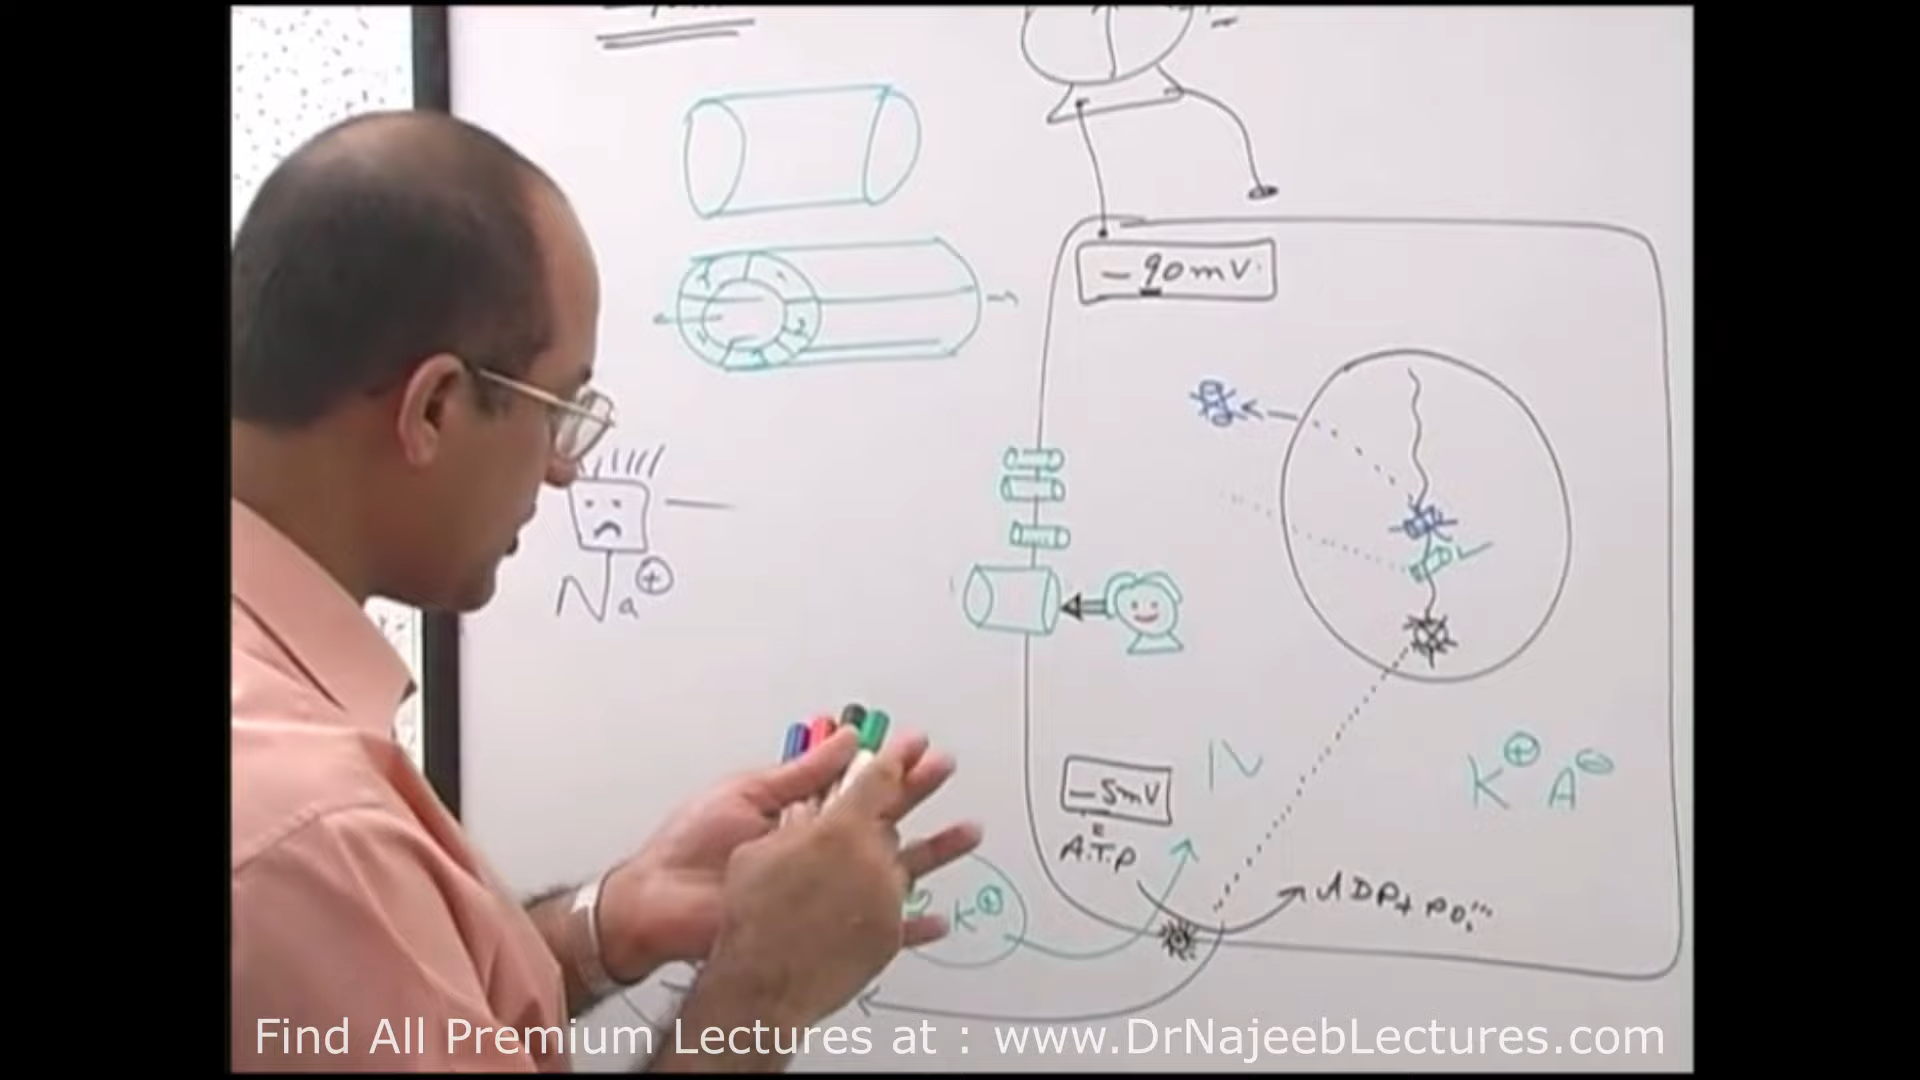 - 90mV
Na+
N
K+ A-
- 5mV
A.T.P
K+
ADP + PO4'''
Find All Premium Lectures at : www.DrNajeebLectures.com